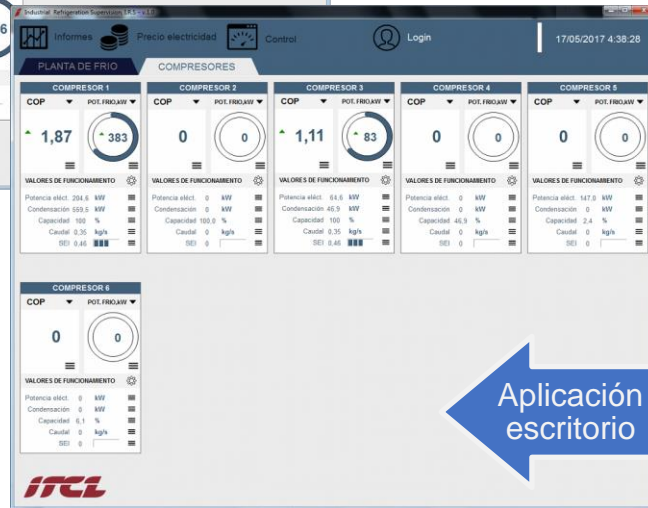 Industrial Refrigeration Supervision I.R.S
Informes Precio electricidad Control Login 17/05/2017 4:38:28
PLANTA DE FRIO COMPRESORES
COMPRESOR 1
COP POT. FRIO,kW
1,87 383
VALORES DE FUNCIONAMIENTO
Potencia eléct. 204,6 kW
Condensación 559,6 kW
Capacidad 100 %
Caudal 0,35 kg/s
SEI 0,46
COMPRESOR 2
COP POT. FRIO,kW
0 0
VALORES DE FUNCIONAMIENTO
Potencia eléct. 0 kW
Condensación 0 kW
Capacidad 100,0 %
Caudal 0 kg/s
SEI 0
COMPRESOR 3
COP POT. FRIO,kW
1,11 83
VALORES DE FUNCIONAMIENTO
Potencia eléct. 64,6 kW
Condensación 46,9 kW
Capacidad 100 %
Caudal 0,35 kg/s
SEI 0,46
COMPRESOR 4
COP POT. FRIO,kW
0 0
VALORES DE FUNCIONAMIENTO
Potencia eléct. 0 kW
Condensación 0 kW
Capacidad 46,9 %
Caudal 0 kg/s
SEI 0
COMPRESOR 5
COP POT. FRIO,kW
0 0
VALORES DE FUNCIONAMIENTO
Potencia eléct. 147,0 kW
Condensación 0 kW
Capacidad 2,4 %
Caudal 0 kg/s
SEI 0
COMPRESOR 6
COP POT. FRIO,kW
0 0
VALORES DE FUNCIONAMIENTO
Potencia eléct. 0 kW
Condensación 0 kW
Capacidad 6,1 %
Caudal 0 kg/s
SEI 0
Aplicación
escritorio
ITCL